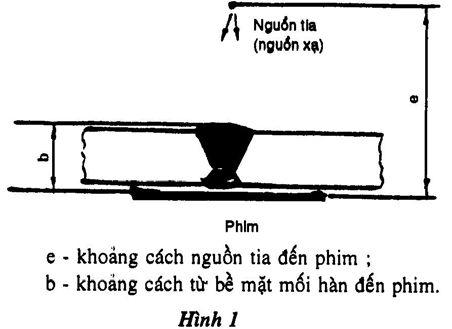 Nguồn tia
(nguồn xạ)
e
b
Phim
e - khoảng cách nguồn tia đến phim ;
b - khoảng cách từ bề mặt mối hàn đến phim.
Hình 1